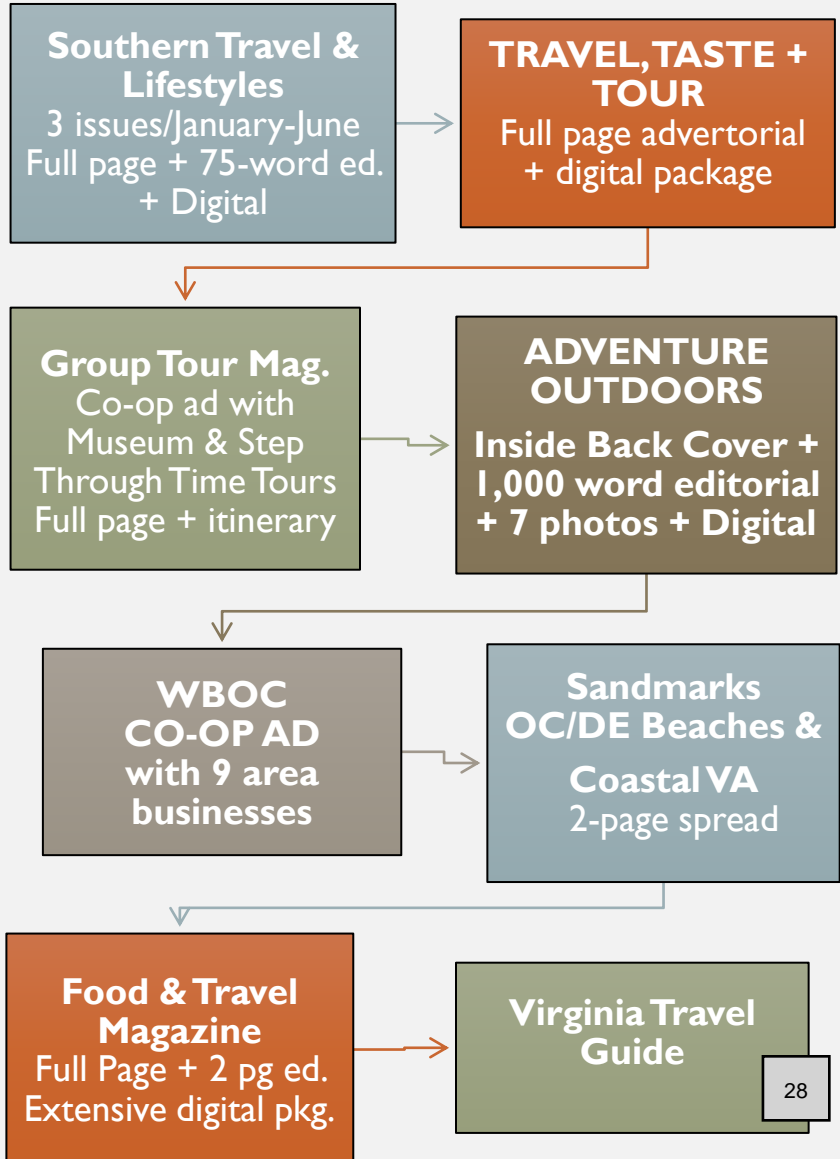 Southern Travel &
Lifestyles
3 issues/January-June
Full page + 75-word ed.
+ Digital
TRAVEL, TASTE +
TOUR
Full page advertorial
+ digital package
Group Tour Mag.
Co-op ad with
Museum & Step
Through Time Tours
Full page + itinerary
ADVENTURE
OUTDOORS
Inside Back Cover +
1,000 word editorial
+ 7 photos + Digital
WBOC
CO-OP AD
with 9 area
businesses
Sandmarks
OC/DE Beaches &
Coastal VA
2-page spread
Food & Travel
Magazine
Full Page + 2 pg ed.
Extensive digital pkg.
Virginia Travel
Guide
28